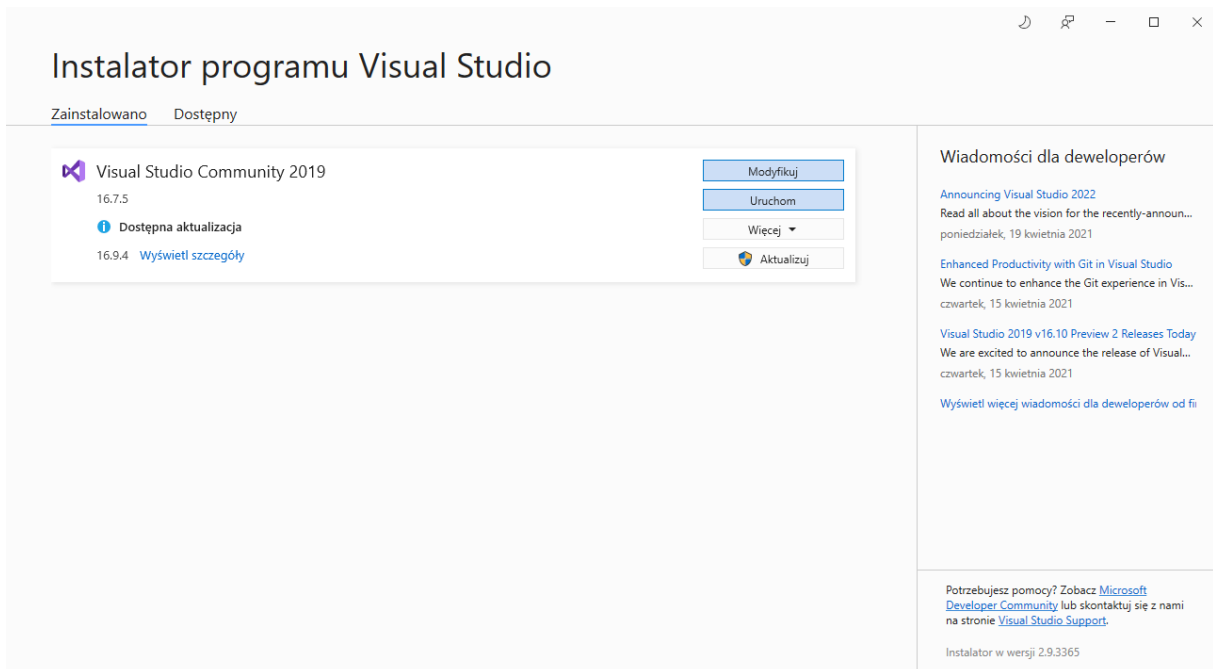 Instalator programu Visual Studio
Zainstalowano Dostępny
Visual Studio Community 2019
16.7.5
Dostępna aktualizacja
16.9.4 Wyświetl szczegóły
Modyfikuj
Uruchom
Więcej
Aktualizuj
Wiadomości dla deweloperów
Announcing Visual Studio 2022
Read all about the vision for the recently-announ...
poniedziałek, 19 kwietnia 2021
Enhanced Productivity with Git in Visual Studio
We continue to enhance the Git experience in Vis...
czwartek, 15 kwietnia 2021
Visual Studio 2019 v16.10 Preview 2 Releases Today
We are excited to announce the release of Visual...
czwartek, 15 kwietnia 2021
Wyświetl więcej wiadomości dla deweloperów od
Potrzebujesz pomocy? Zobacz Microsoft
Developer Community lub skontaktuj się z nami
na stronie Visual Studio Support.
Instalator w wersji 2.9.3365